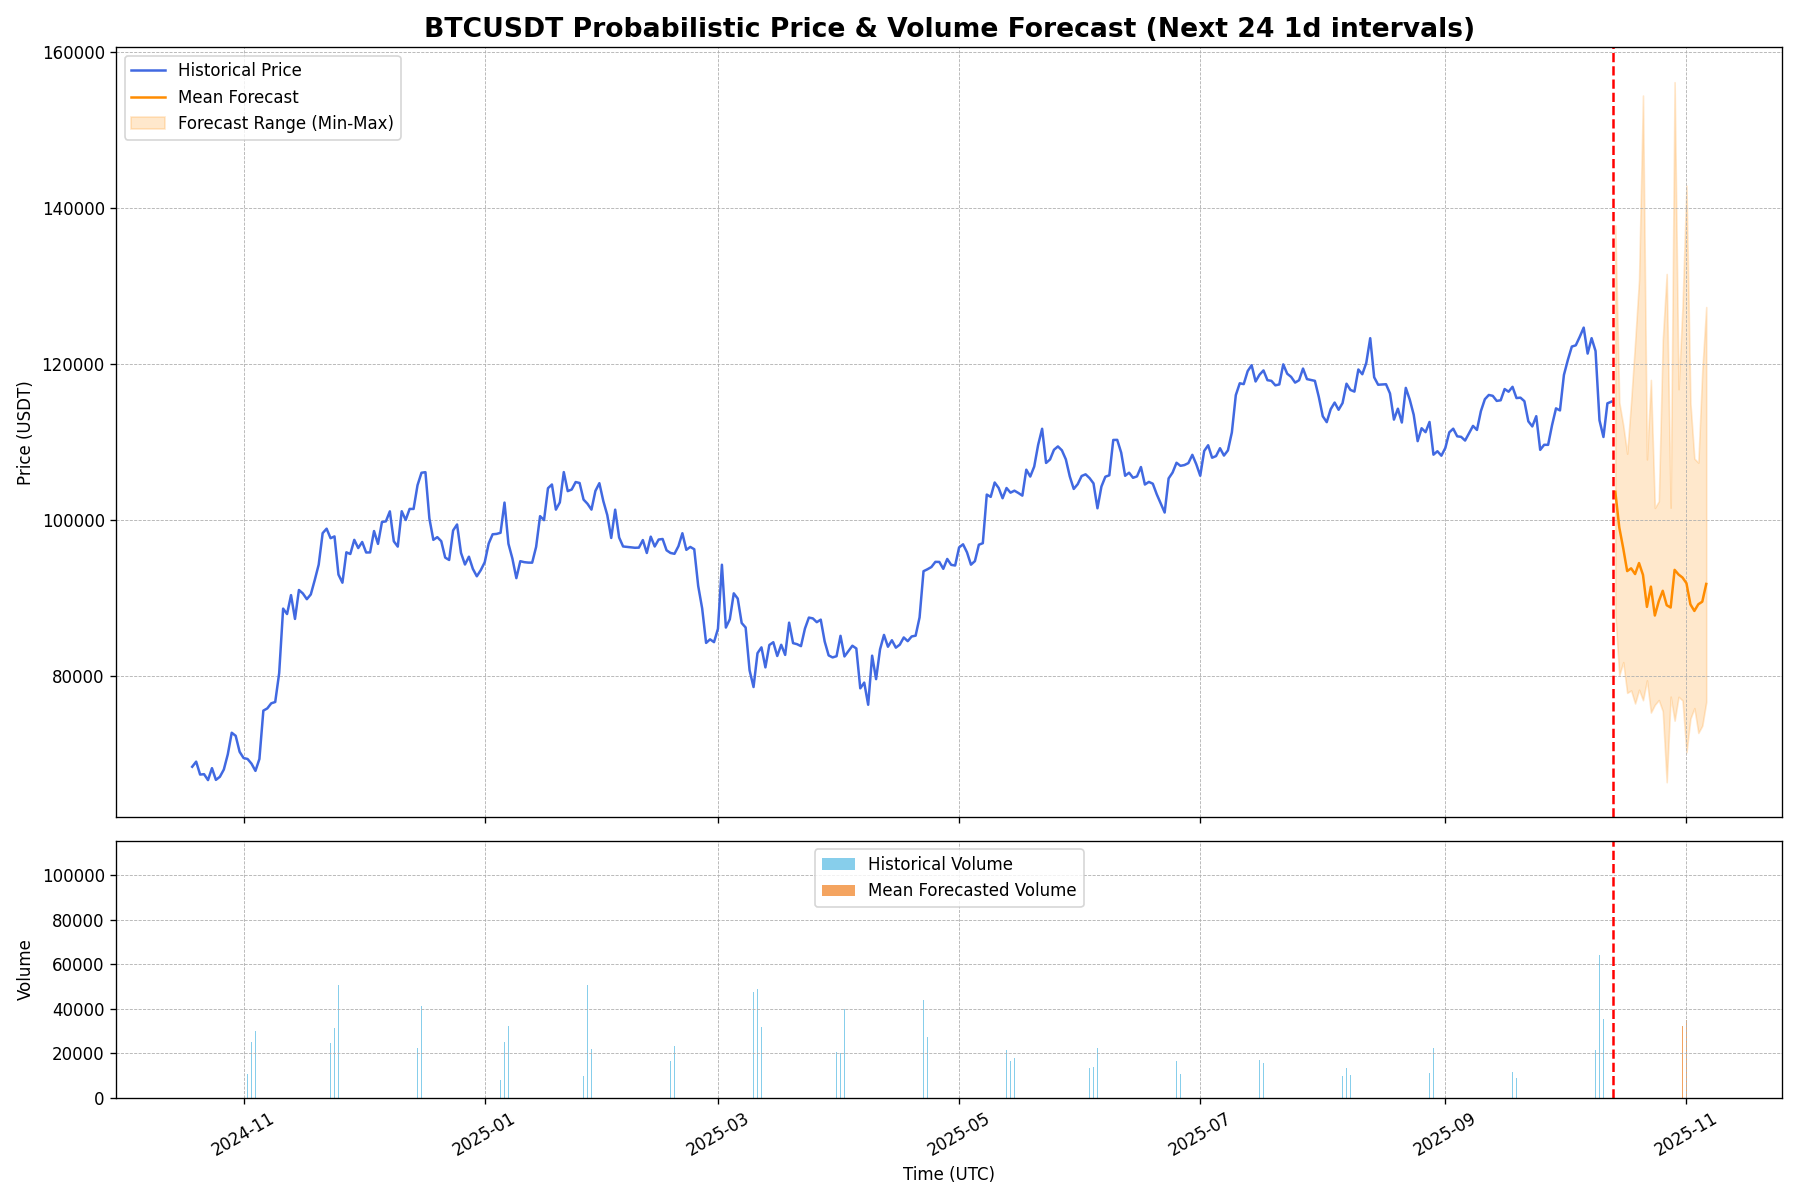 BTCUSDT Probabilistic Price & Volume Forecast (Next 24 1d intervals)
160000
140000
120000
100000
80000
Price (USDT)
Historical Price
Mean Forecast
Forecast Range (Min-Max)
100000
80000
60000
40000
20000
0
Volume
Historical Volume
Mean Forecasted Volume
2024-11
2025-01
2025-03
2025-05
2025-07
2025-09
2025-11
Time (UTC)